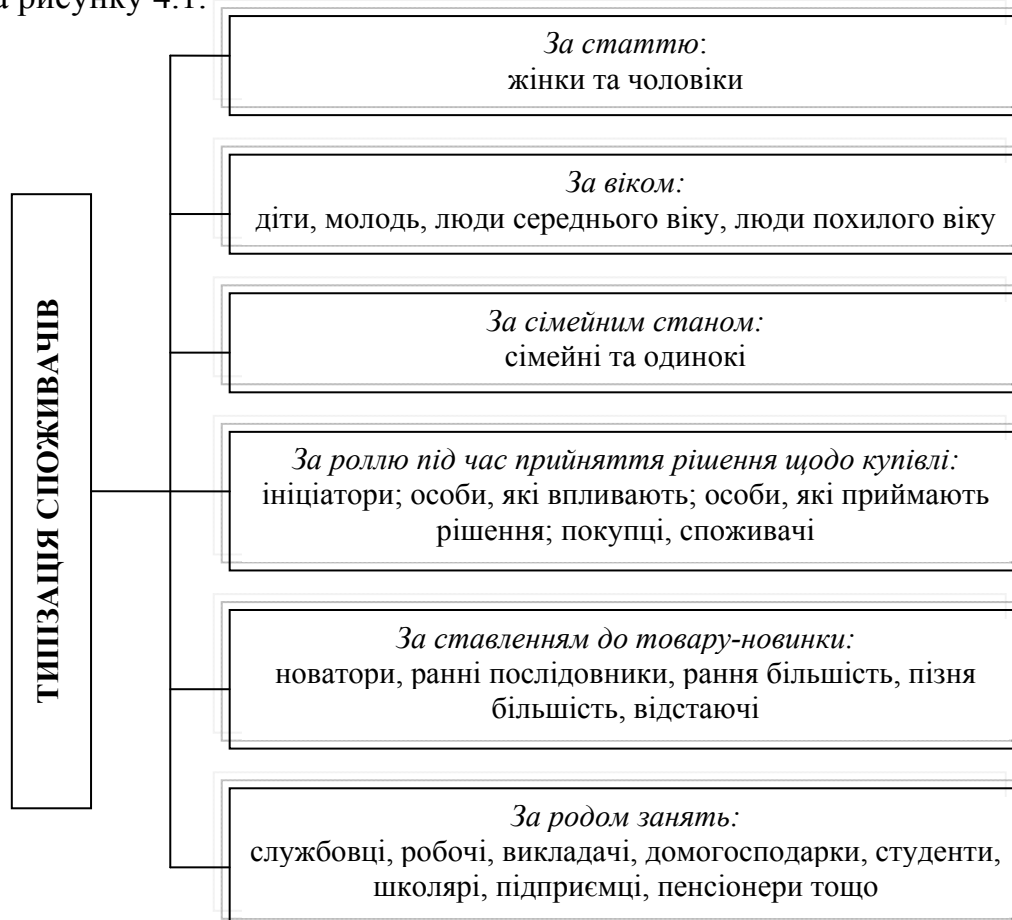 а рисунку 4.1.
За статтю:
жінки та чоловіки
За віком:
діти, молодь, люди середнього віку, люди похилого віку
За сімейним станом:
сімейні та одинокі
ТИПІЗАЦІЯ СПОЖИВАЧІВ
За роллю під час прийняття рішення щодо купівлі:
ініціатори; особи, які впливають; особи, які приймають
рішення; покупці, споживачі
За ставленням до товару-новинки:
новатори, ранні послідовники, рання більшість, пізня
більшість, відстаючі
За родом занять:
службовці, робочі, викладачі, домогосподарки, студенти,
школярі, підприємці, пенсіонери тощо